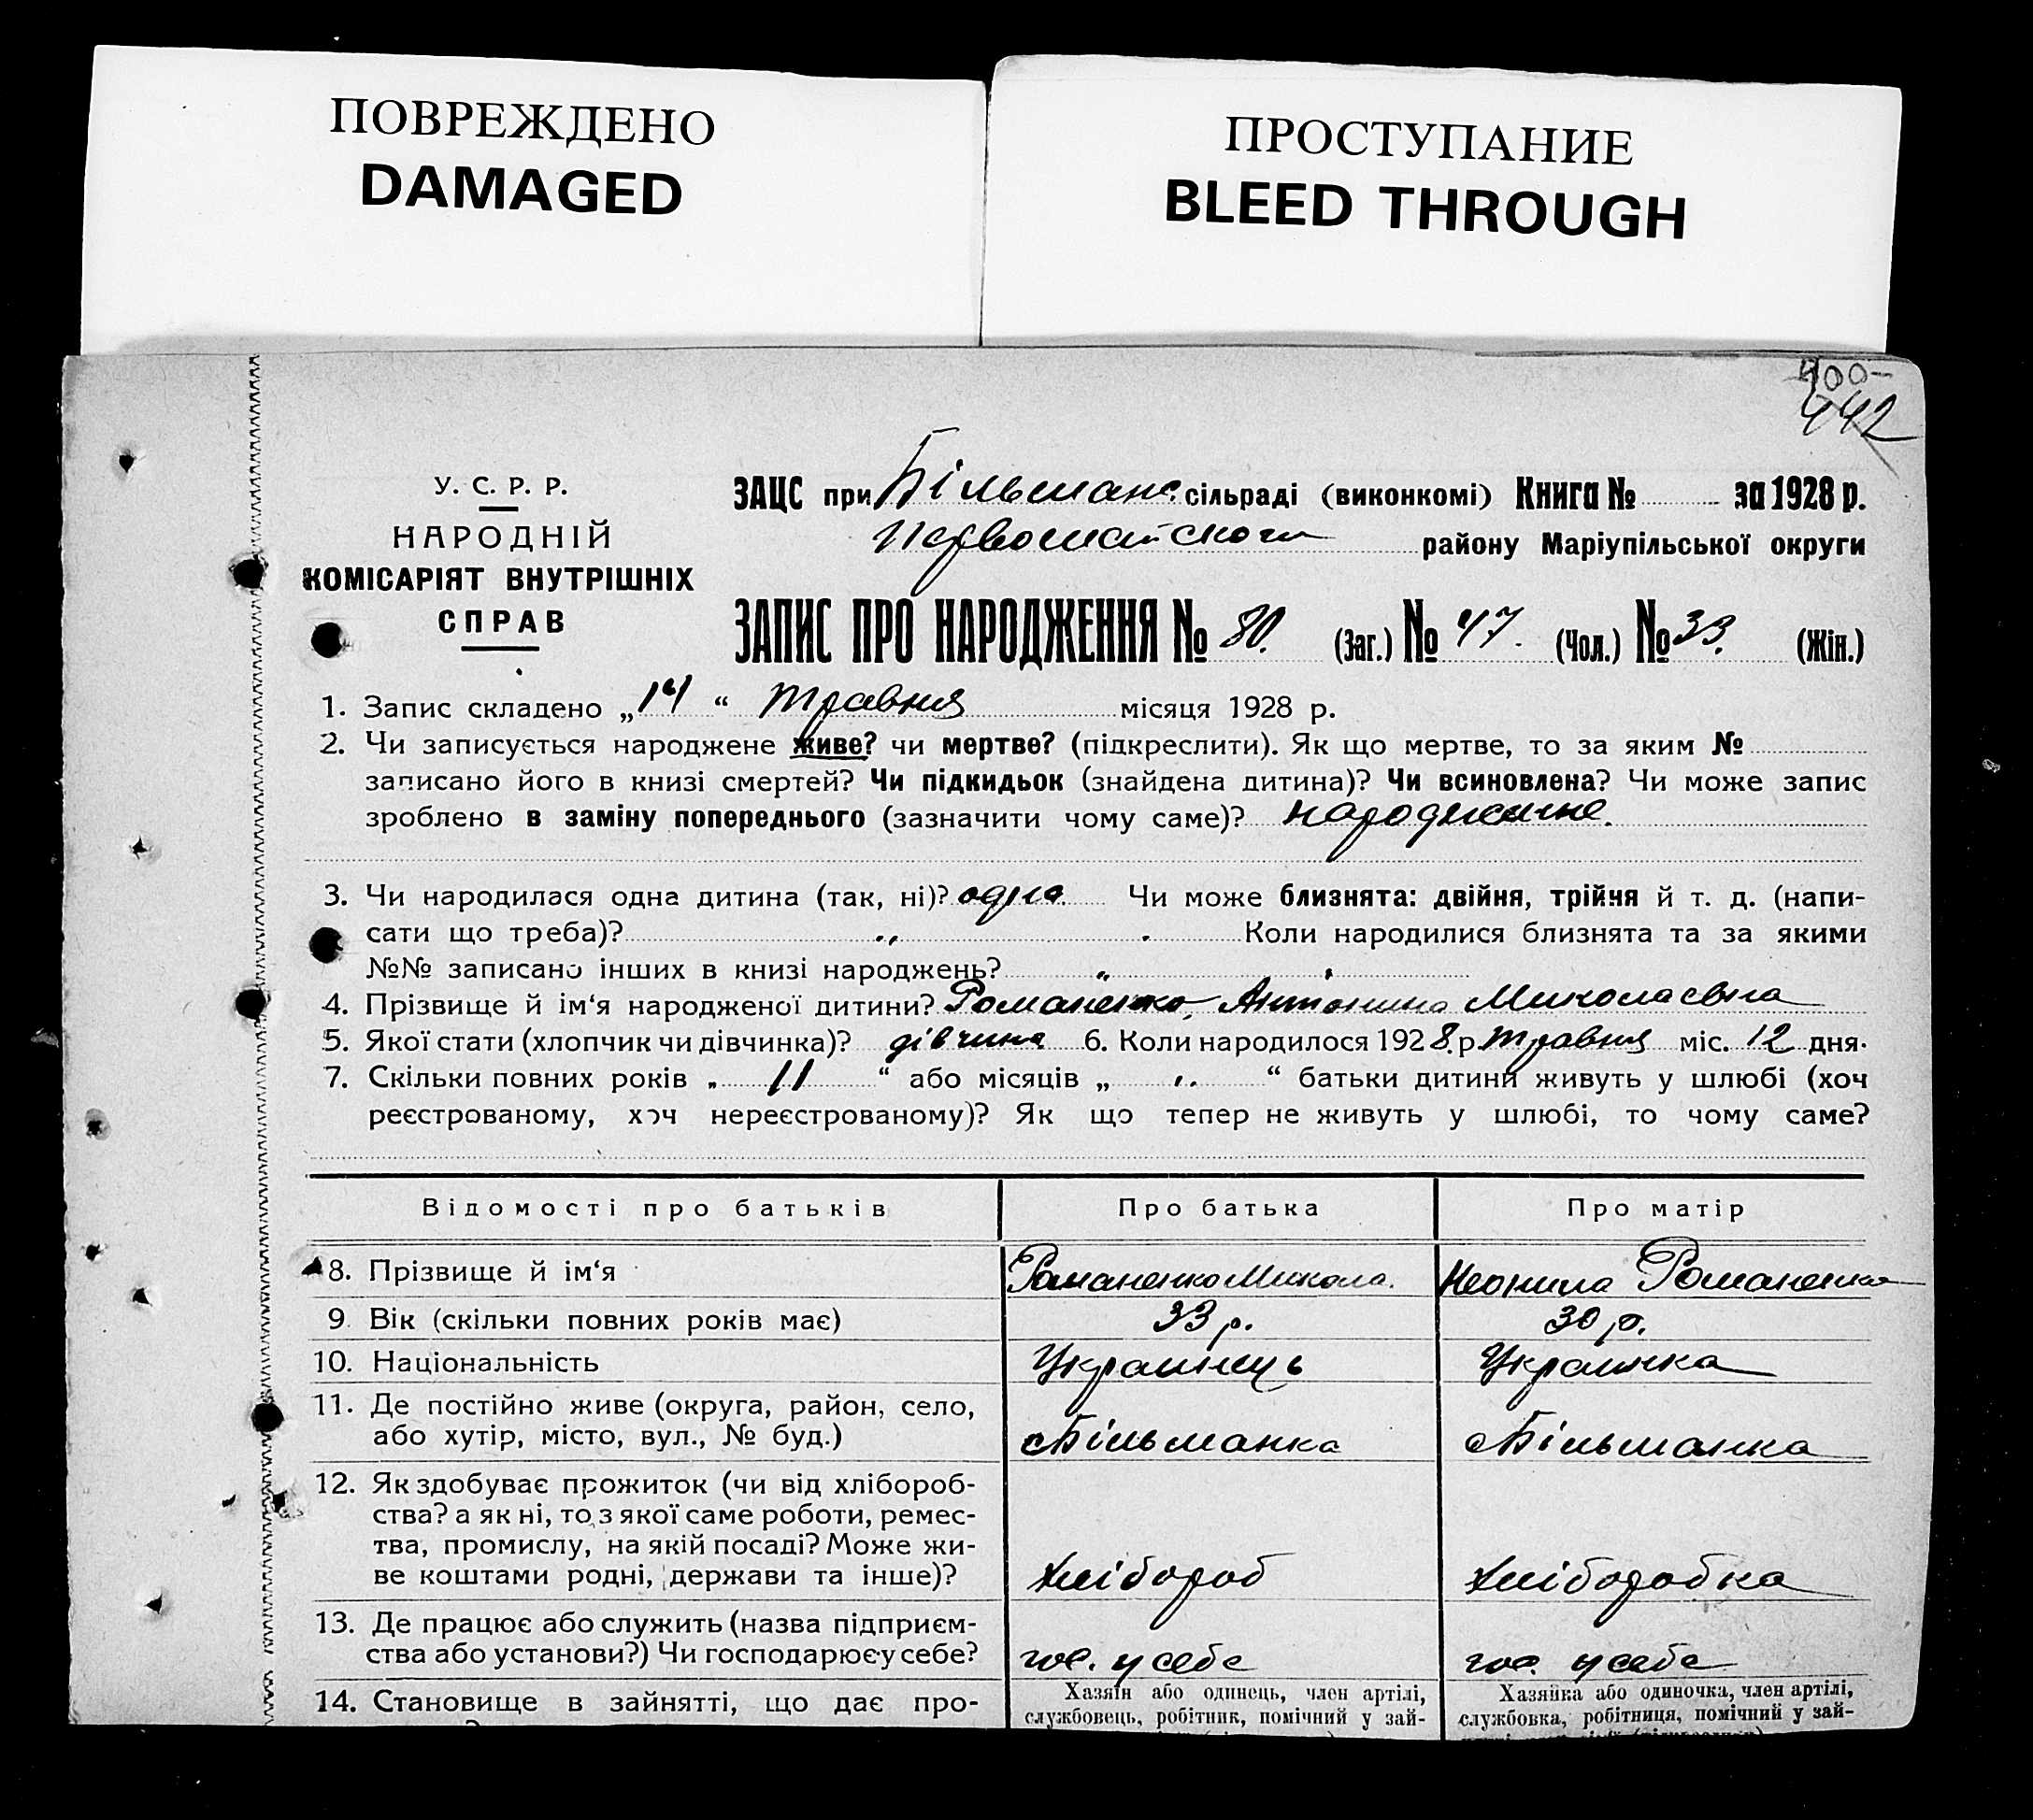 ПОВРЕЖДЕНО
DAMAGED
ПРОСТУПАНИЕ
BLEED THROUGH
400-
442
У. С. Р. Р.
НАРОДНІЙ
КОМІСАРІЯТ ВНУТРІШНІХ
СПРАВ
ЗАЦС при Більманс. сільраді (виконкомі) Книга № за 1928 р.
Первомайського району Маріупільської округи
ЗАПИС ПРО НАРОДЖЕННЯ № 80. (Заг.) № 47. (Чол.) № 33. (Жін.)
1. Запис складено „14“ травня місяця 1928 р.
2. Чи записується народжене живе? чи мертве? (підкреслити). Як що мертве, то за яким №
записано його в книзі смертей? Чи підкидьок (знайдена дитина)? Чи всиновлена? Чи може запис
зроблено в заміну попереднього (зазначити чому саме)? народження.
3. Чи народилася одна дитина (так, ні)? одна Чи може близнята: двійня, трійня й т. д. (напи-
сати що треба)? „ Коли народилися близнята та за якими
№№ записано інших в книзі народжень? „
4. Прізвище й ім‘я народженої дитини? Романенко, Антонина Миколаєвна
5. Якої стати (хлопчик чи дівчинка)? дівчина 6. Коли народилося 1928 р. травня міс. 12 дня.
7. Скільки повних років „ 11 “ або місяців „ „ “ батьки дитини живуть у шлюбі (хоч
реєстрованому, хоч нереєстрованому)? Як що тепер не живуть у шлюбі, то чому саме?
Відомості про батьків Про батька Про матір
8. Прізвище й ім‘я Романенко Микола. Неонила Романенко
9. Вік (скільки повних років має) 33 р. 30 р.
10. Національність Украинець Украинка
11. Де постійно живе (округа, район, село,
або хутір, місто, вул., № буд.) с Більманка с Більманка
12. Як здобуває прожиток (чи від хлібороб-
ства? а як ні, то з якої саме роботи, ремес-
тва, промислу, на якій посаді? Може жи-
ве коштами родні, держави та інше)? Хлібороб Хліборобка
13. Де працює або служить (назва підприєм-
ства або установи?) Чи господарює у себе? гос. у себе гос. у себе
14. Становище в зайнятті, що дає про-
Хазяїн або одинець, член артілі,
службовець, робітник, помічний у зай-
Хазяйка або одиночка, член артілі,
службовка, робітниця, помічний у зай-